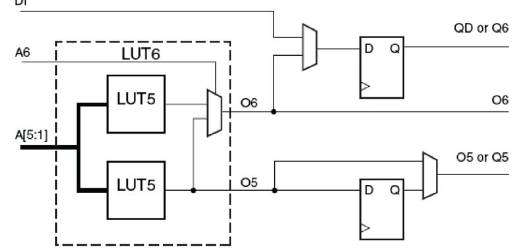 DI
QD or Q6
A6
LUT6
D Q
LUT5
O6
O6
A[5:1]
O5 or Q5
LUT5
O5
D Q